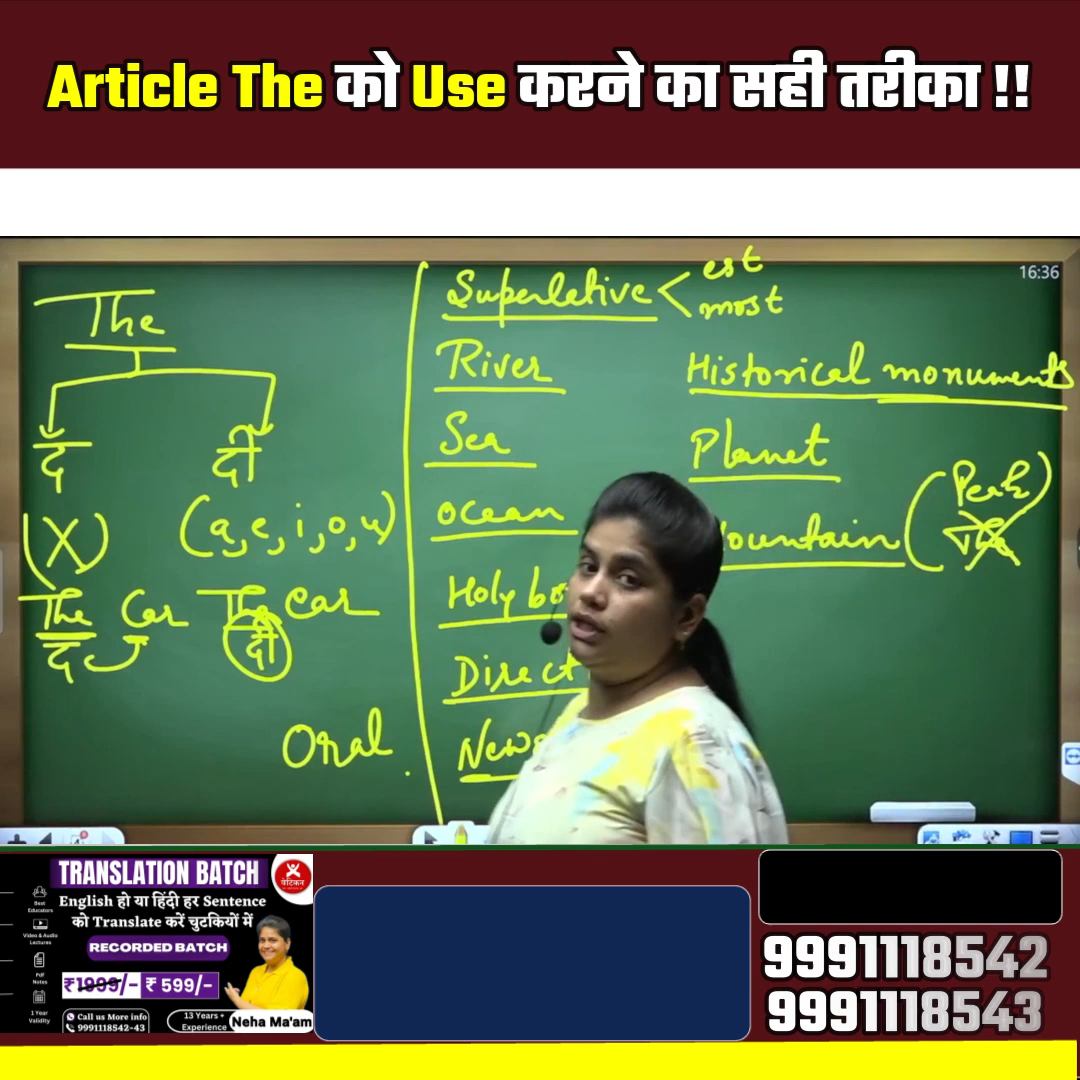 Article The को Use करने का सही तरीका !!
16:36
The
द दी
(X) (a,e,i,o,u)
The Car The ear
द दी
Oral
Superlative < est
most
River
Sea
Ocean
Holy bo
Direct
News
Historical monuments
Planet
ountain (Peak)
TRANSLATION BATCH
English हो या हिंदी हर Sentence
को Translate करें चुटकियों में
RECORDED BATCH
₹1999/- ₹ 599/-
Call us More info
9991118542-43
13 Years +
Experience
Neha Ma'am
Best
Educators
Video & Audio
Lectures
Pdf
Notes
1 Year
Validity
9991118542
9991118543